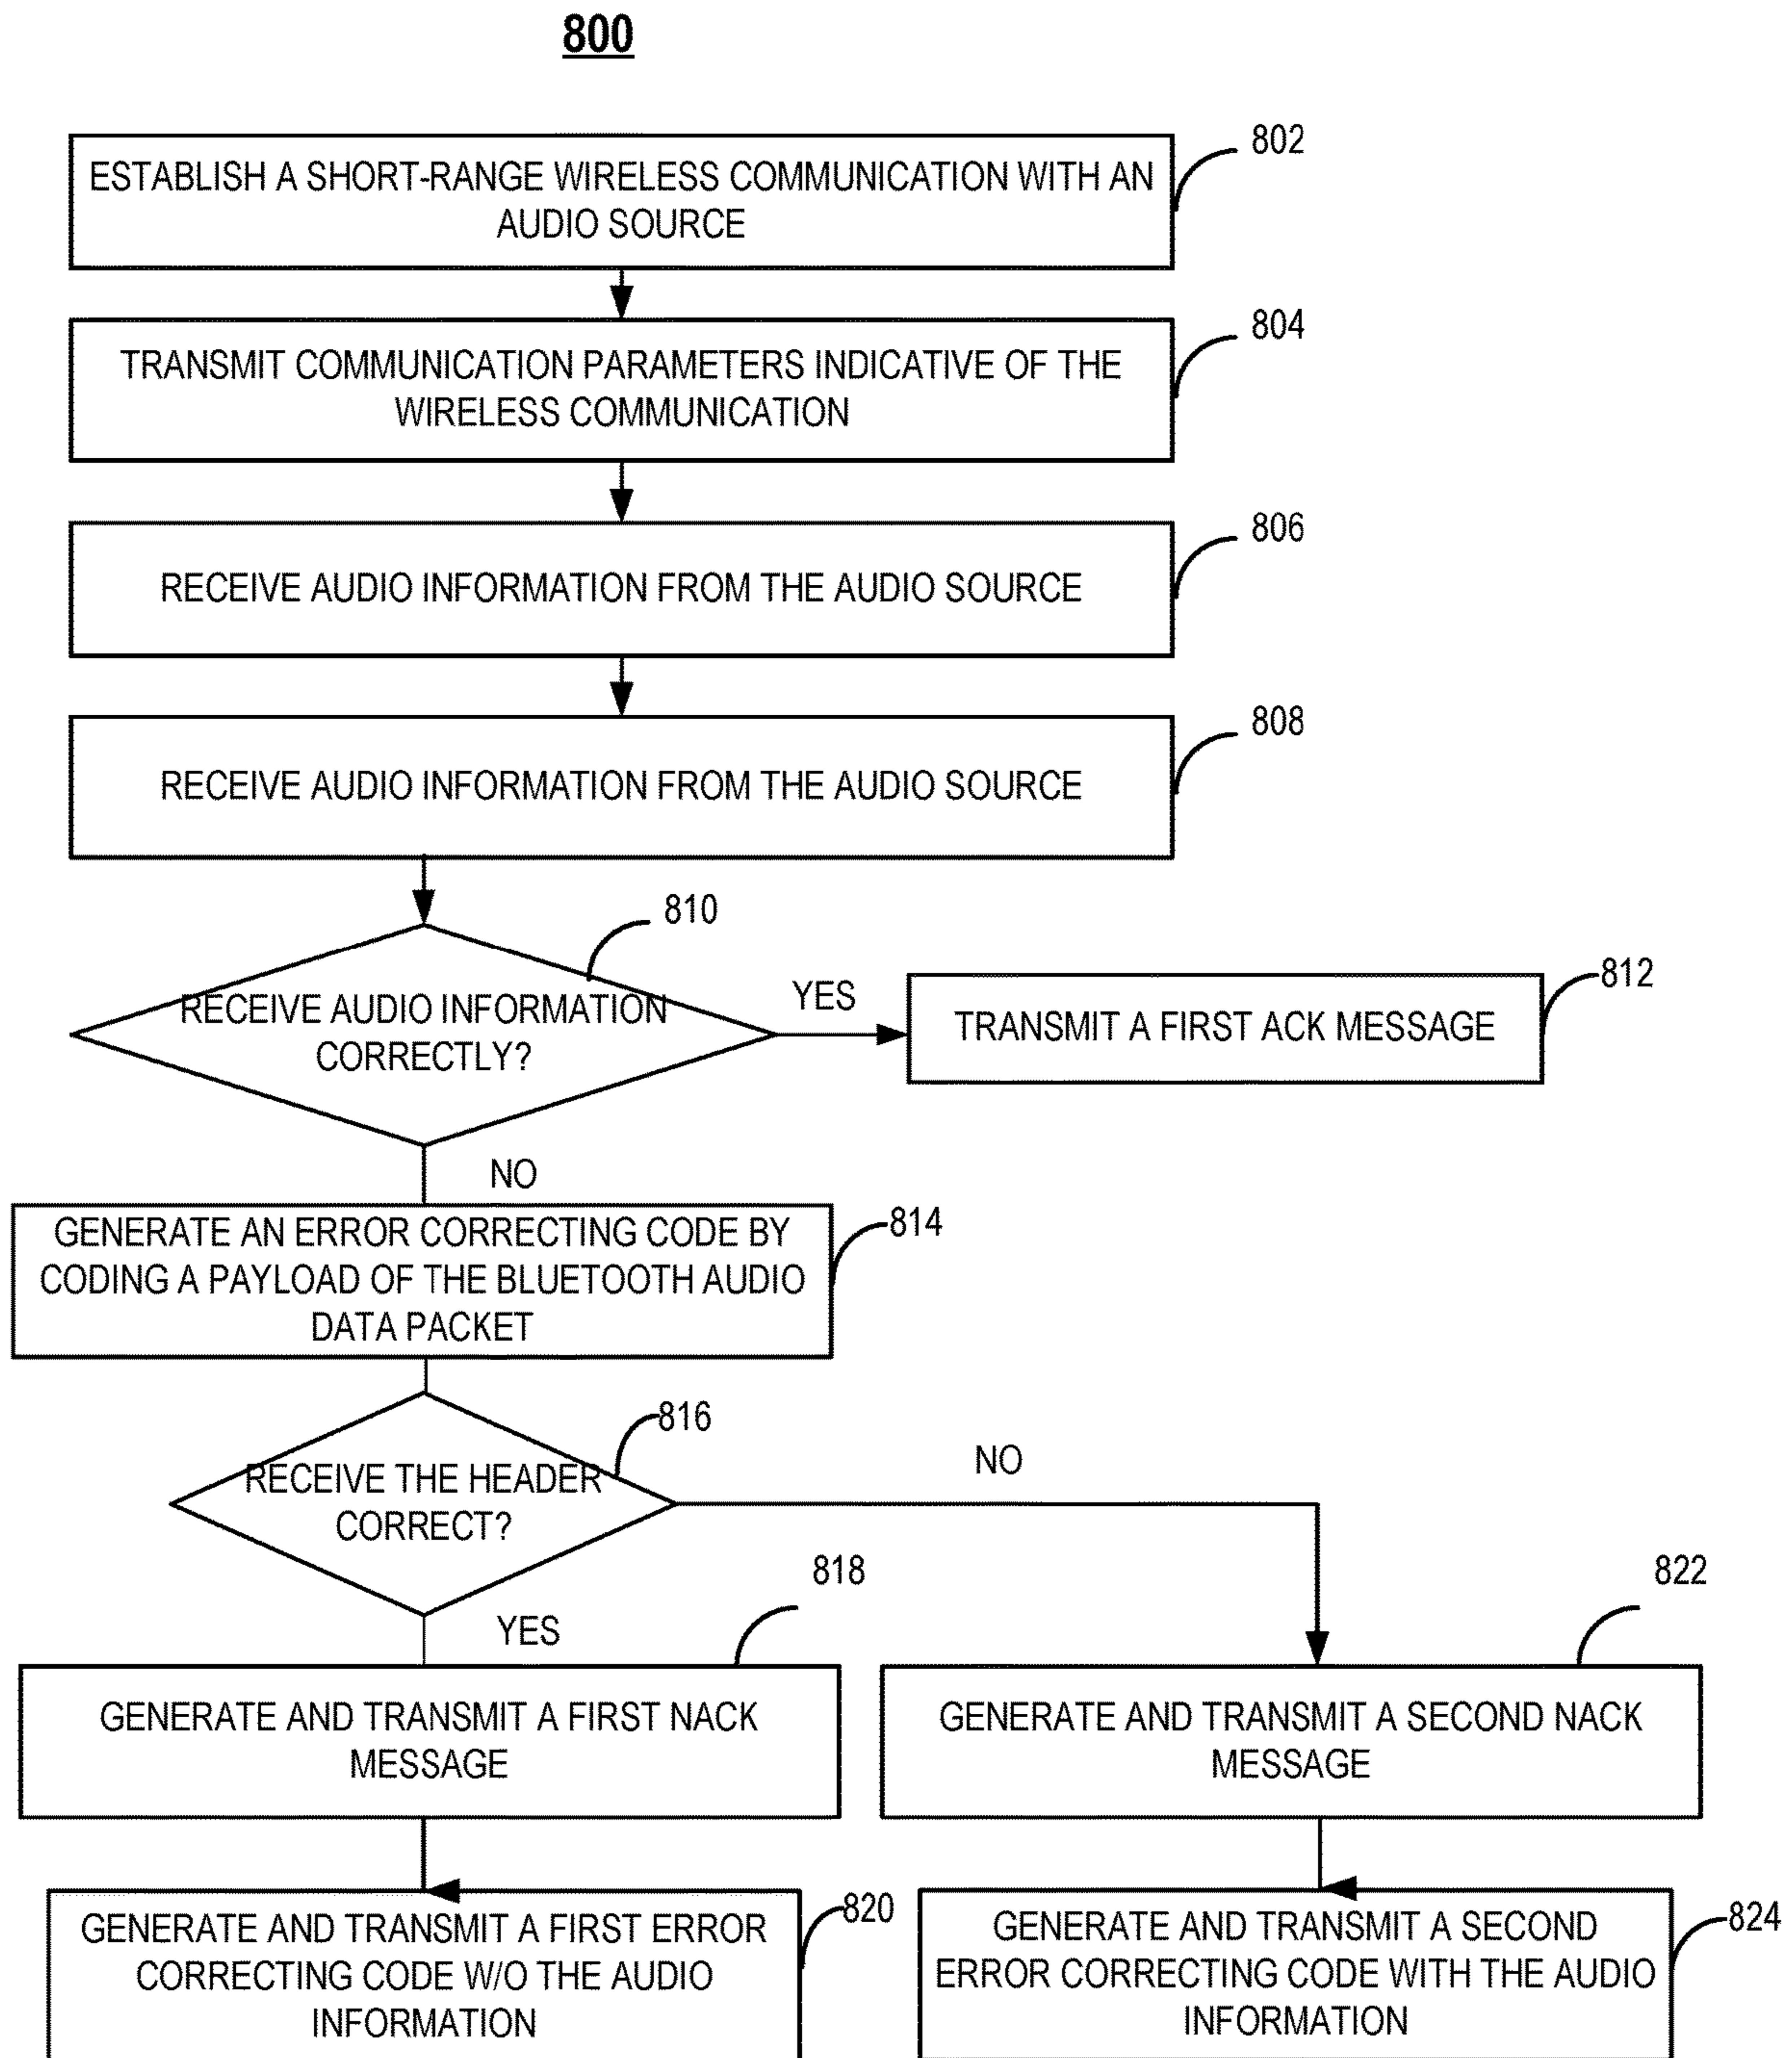 800
802
ESTABLISH A SHORT-RANGE WIRELESS COMMUNICATION WITH AN
AUDIO SOURCE
804
TRANSMIT COMMUNICATION PARAMETERS INDICATIVE OF THE
WIRELESS COMMUNICATION
806
RECEIVE AUDIO INFORMATION FROM THE AUDIO SOURCE
808
RECEIVE AUDIO INFORMATION FROM THE AUDIO SOURCE
810
RECEIVE AUDIO INFORMATION
CORRECTLY?
YES
812
TRANSMIT A FIRST ACK MESSAGE
NO
814
GENERATE AN ERROR CORRECTING CODE BY
CODING A PAYLOAD OF THE BLUETOOTH AUDIO
DATA PACKET
816
RECEIVE THE HEADER
CORRECT?
NO
YES
818
GENERATE AND TRANSMIT A FIRST NACK
MESSAGE
822
GENERATE AND TRANSMIT A SECOND NACK
MESSAGE
820
GENERATE AND TRANSMIT A FIRST ERROR
CORRECTING CODE W/O THE AUDIO
INFORMATION
824
GENERATE AND TRANSMIT A SECOND
ERROR CORRECTING CODE WITH THE AUDIO
INFORMATION